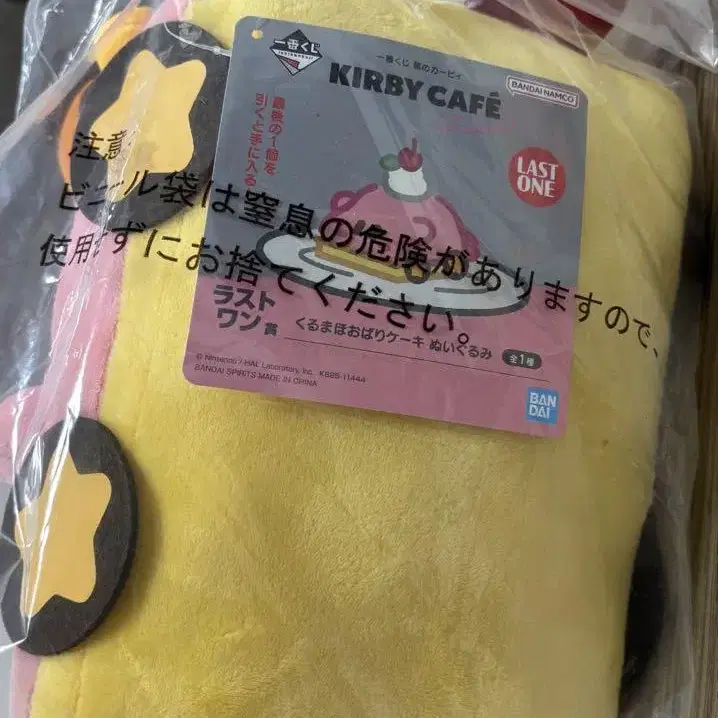 一番くじ
一番くじ 星のカービィ
KIRBY CAFÉ
BANDAI NAMCO
最後の1個を
引くと手に入る
LAST
ONE
注意
ビニール袋は窒息の危険がありますので、
使用せずにお捨てください。
ラスト
ワン賞
くるまほおばりケーキ ぬいぐるみ 全1種
© Nintendo / HAL Laboratory, Inc. KB25-11444
BANDAI SPIRITS MADE IN CHINA
BAN
DAI